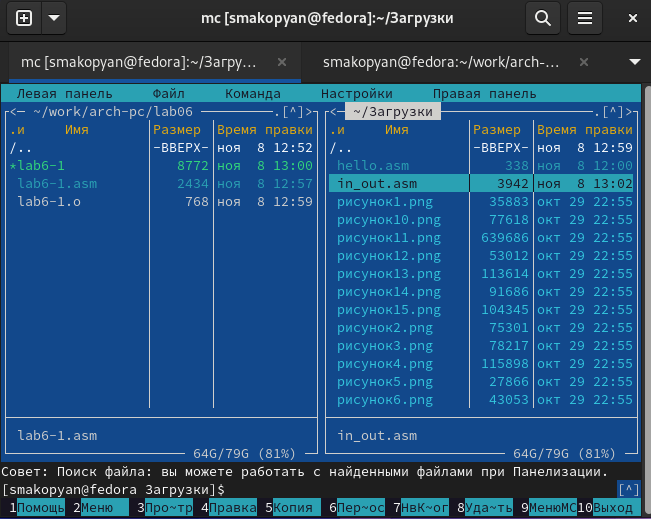 mc [smakopyan@fedora]:~/Загрузки
mc [smakopyan@fedora]:~/Загру…
smakopyan@fedora:~/work/arch-…
Левая панель Файл Команда Настройки Правая панель
<— ~/work/arch-pc/lab06 .[^]>
.и Имя Размер Время правки
/.. -ВВЕРХ- ноя 8 12:52
*lab6-1 8772 ноя 8 13:00
lab6-1.asm 2434 ноя 8 12:57
lab6-1.o 768 ноя 8 12:59
lab6-1.asm
64G/79G (81%)
<— ~/Загрузки .[^]>
.и Имя Размер Время правки
/.. -ВВЕРХ- ноя 8 12:59
hello.asm 338 ноя 8 12:00
in_out.asm 3942 ноя 8 13:02
рисунок1.png 35883 окт 29 22:55
рисунок10.png 77618 окт 29 22:55
рисунок11.png 639686 окт 29 22:55
рисунок12.png 53012 окт 29 22:55
рисунок13.png 113614 окт 29 22:55
рисунок14.png 91686 окт 29 22:55
рисунок15.png 104345 окт 29 22:55
рисунок2.png 75301 окт 29 22:55
рисунок3.png 78217 окт 29 22:55
рисунок4.png 115898 окт 29 22:55
рисунок5.png 27866 окт 29 22:55
рисунок6.png 43053 окт 29 22:55
in_out.asm
64G/79G (81%)
Совет: Поиск файла: вы можете работать с найденными файлами при Панелизации.
[smakopyan@fedora Загрузки]$ [^]
1Помощь 2Меню 3Про~тр 4Правка 5Копия 6Пер~ос 7НвК~ог 8Уда~ть 9МенюMC 10Выход